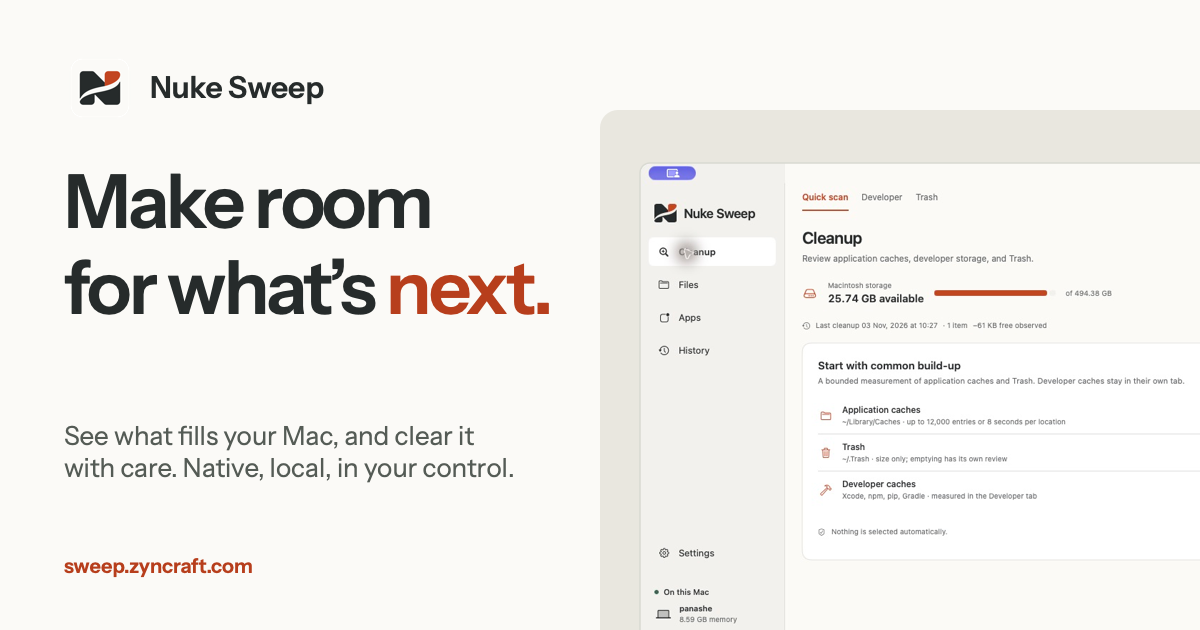 Nuke Sweep
Make room
for what’s next.
See what fills your Mac, and clear it
with care. Native, local, in your control.
sweep.zyncraft.com
Nuke Sweep
Cleanup
Files
Apps
History
Settings
On this Mac
panashe
8.59 GB memory
Quick scan Developer Trash
Cleanup
Review application caches, developer storage, and Trash.
Macintosh storage
25.74 GB available
of 494.38 GB
Last cleanup 03 Nov, 2026 at 10:27 · 1 item ~61 KB free observed
Start with common build-up
A bounded measurement of application caches and Trash. Developer caches stay in their own tab.
Application caches
~/Library/Caches · up to 12,000 entries or 8 seconds per location
Trash
~/.Trash · size only; emptying has its own review
Developer caches
Xcode, npm, pip, Gradle · measured in the Developer tab
Nothing is selected automatically.